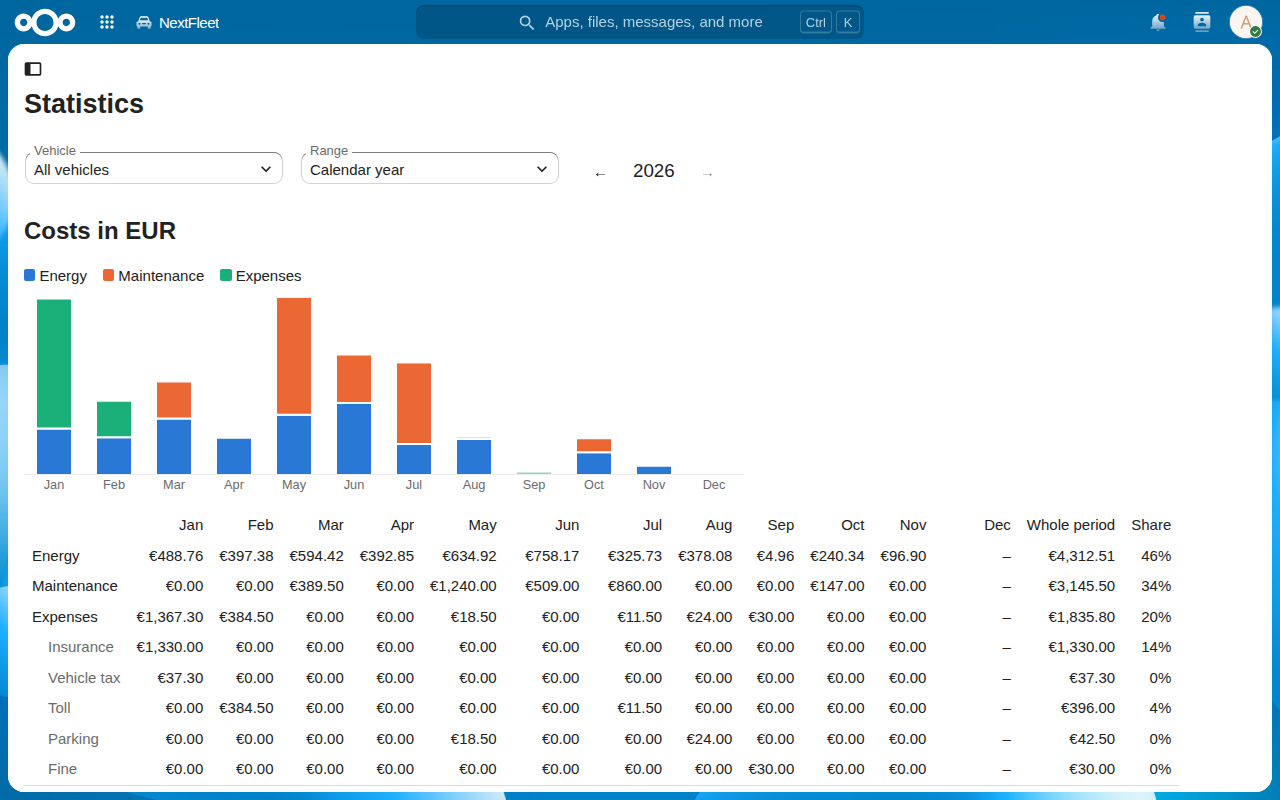 NextFleet
Apps, files, messages, and more
Ctrl K
A
Statistics
Vehicle
All vehicles
Range
Calendar year
← 2026 →
Costs in EUR
Energy Maintenance Expenses
Jan Feb Mar Apr May Jun Jul Aug Sep Oct Nov Dec
Jan Feb Mar Apr May Jun Jul Aug Sep Oct Nov Dec Whole period Share
Energy €488.76 €397.38 €594.42 €392.85 €634.92 €758.17 €325.73 €378.08 €4.96 €240.34 €96.90 – €4,312.51 46%
Maintenance €0.00 €0.00 €389.50 €0.00 €1,240.00 €509.00 €860.00 €0.00 €0.00 €147.00 €0.00 – €3,145.50 34%
Expenses €1,367.30 €384.50 €0.00 €0.00 €18.50 €0.00 €11.50 €24.00 €30.00 €0.00 €0.00 – €1,835.80 20%
Insurance €1,330.00 €0.00 €0.00 €0.00 €0.00 €0.00 €0.00 €0.00 €0.00 €0.00 €0.00 – €1,330.00 14%
Vehicle tax €37.30 €0.00 €0.00 €0.00 €0.00 €0.00 €0.00 €0.00 €0.00 €0.00 €0.00 – €37.30 0%
Toll €0.00 €384.50 €0.00 €0.00 €0.00 €0.00 €11.50 €0.00 €0.00 €0.00 €0.00 – €396.00 4%
Parking €0.00 €0.00 €0.00 €0.00 €18.50 €0.00 €0.00 €24.00 €0.00 €0.00 €0.00 – €42.50 0%
Fine €0.00 €0.00 €0.00 €0.00 €0.00 €0.00 €0.00 €0.00 €30.00 €0.00 €0.00 – €30.00 0%